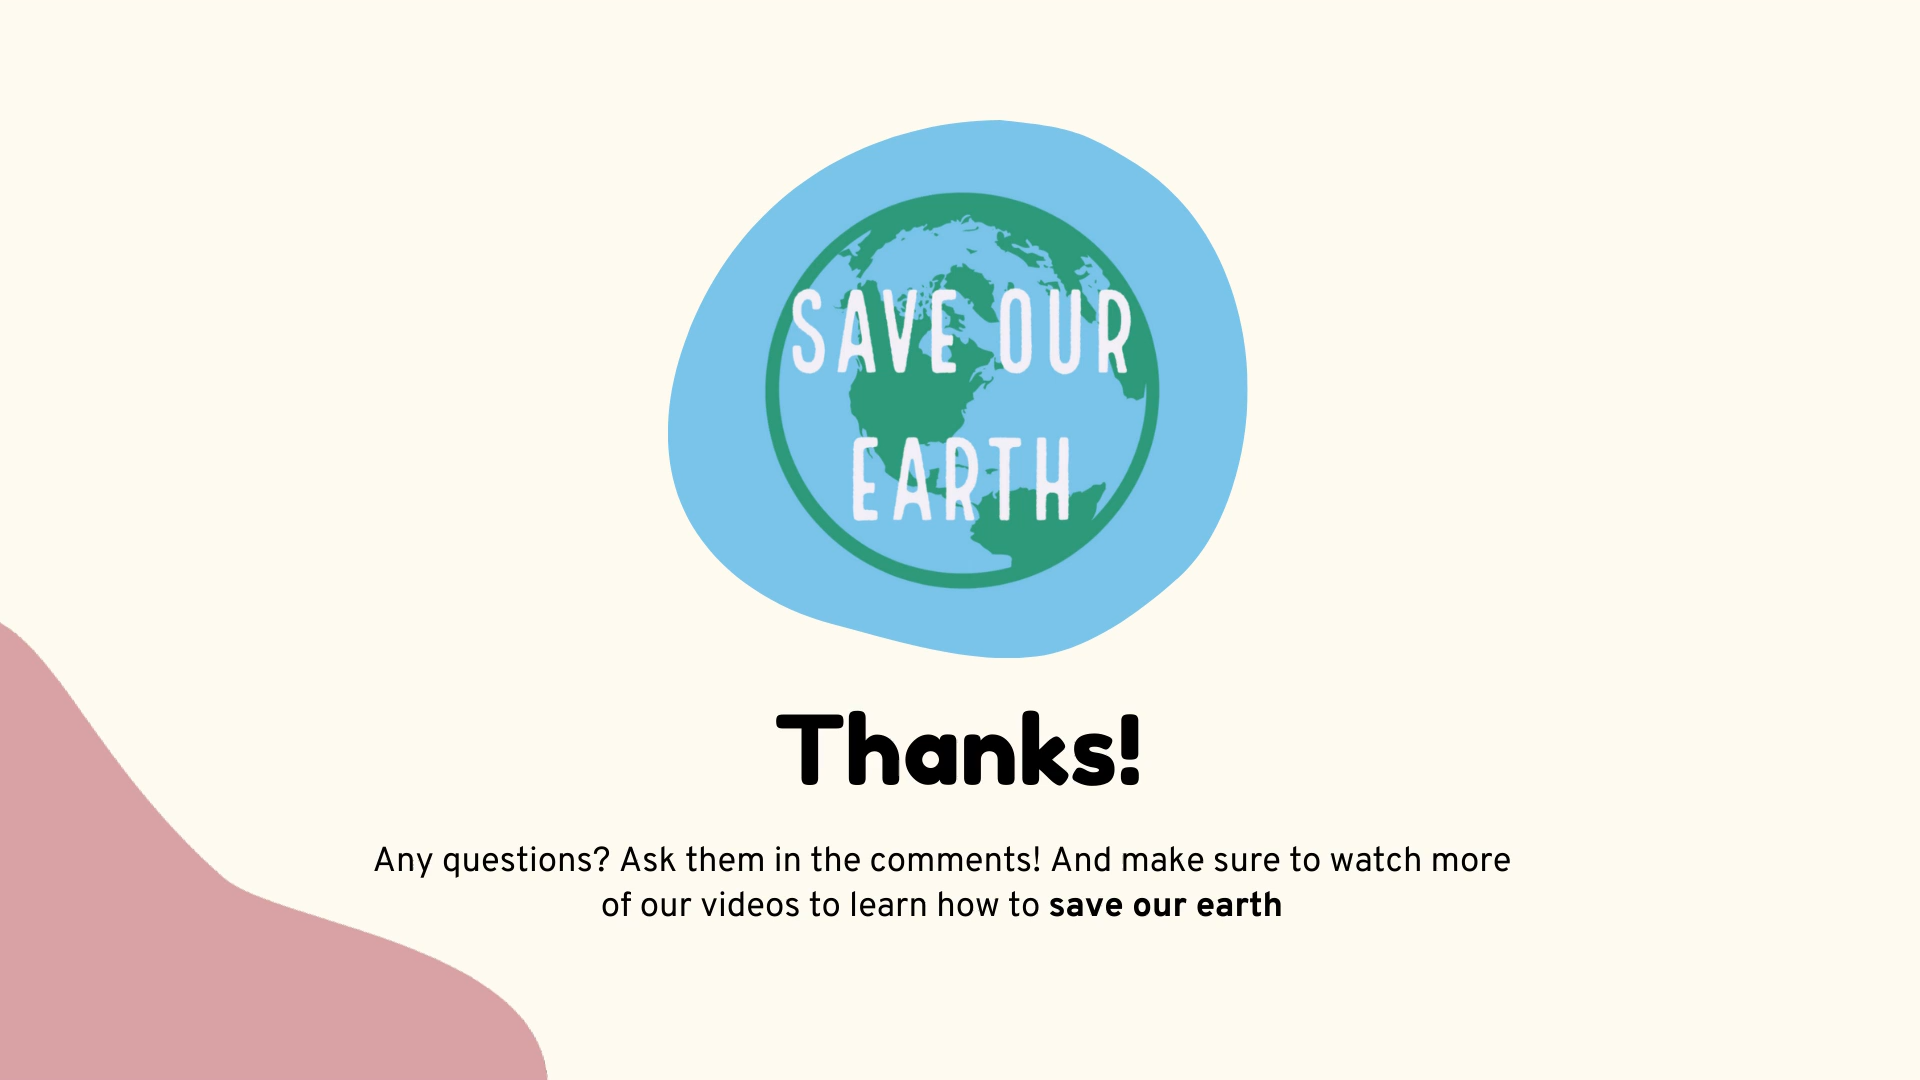 SAVE OUR
EARTH
Thanks!
Any questions? Ask them in the comments! And make sure to watch more
of our videos to learn how to save our earth